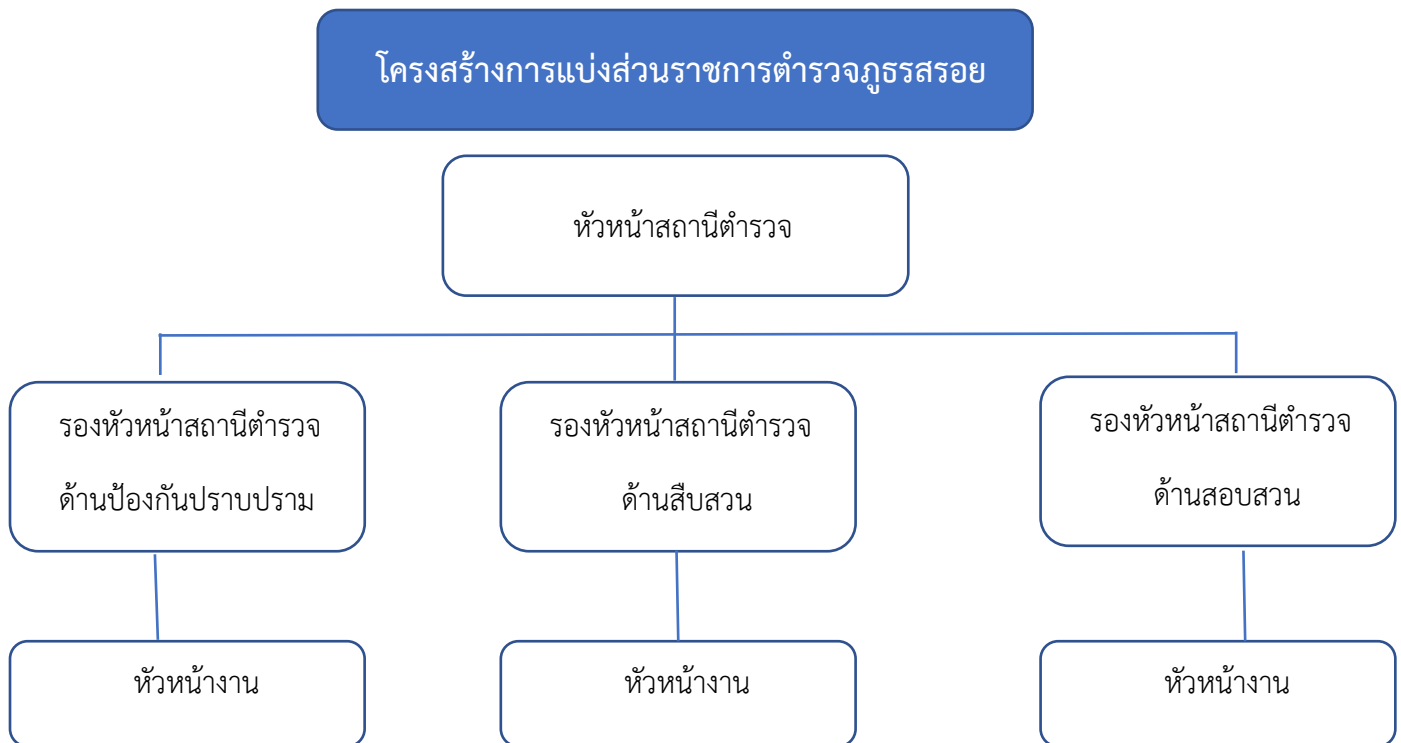 โครงสร้างการแบ่งส่วนราชการตำรวจภูธรสรอย
หัวหน้าสถานีตำรวจ
รองหัวหน้าสถานีตำรวจ
ด้านป้องกันปราบปราม
รองหัวหน้าสถานีตำรวจ
ด้านสืบสวน
รองหัวหน้าสถานีตำรวจ
ด้านสอบสวน
หัวหน้างาน
หัวหน้างาน
หัวหน้างาน